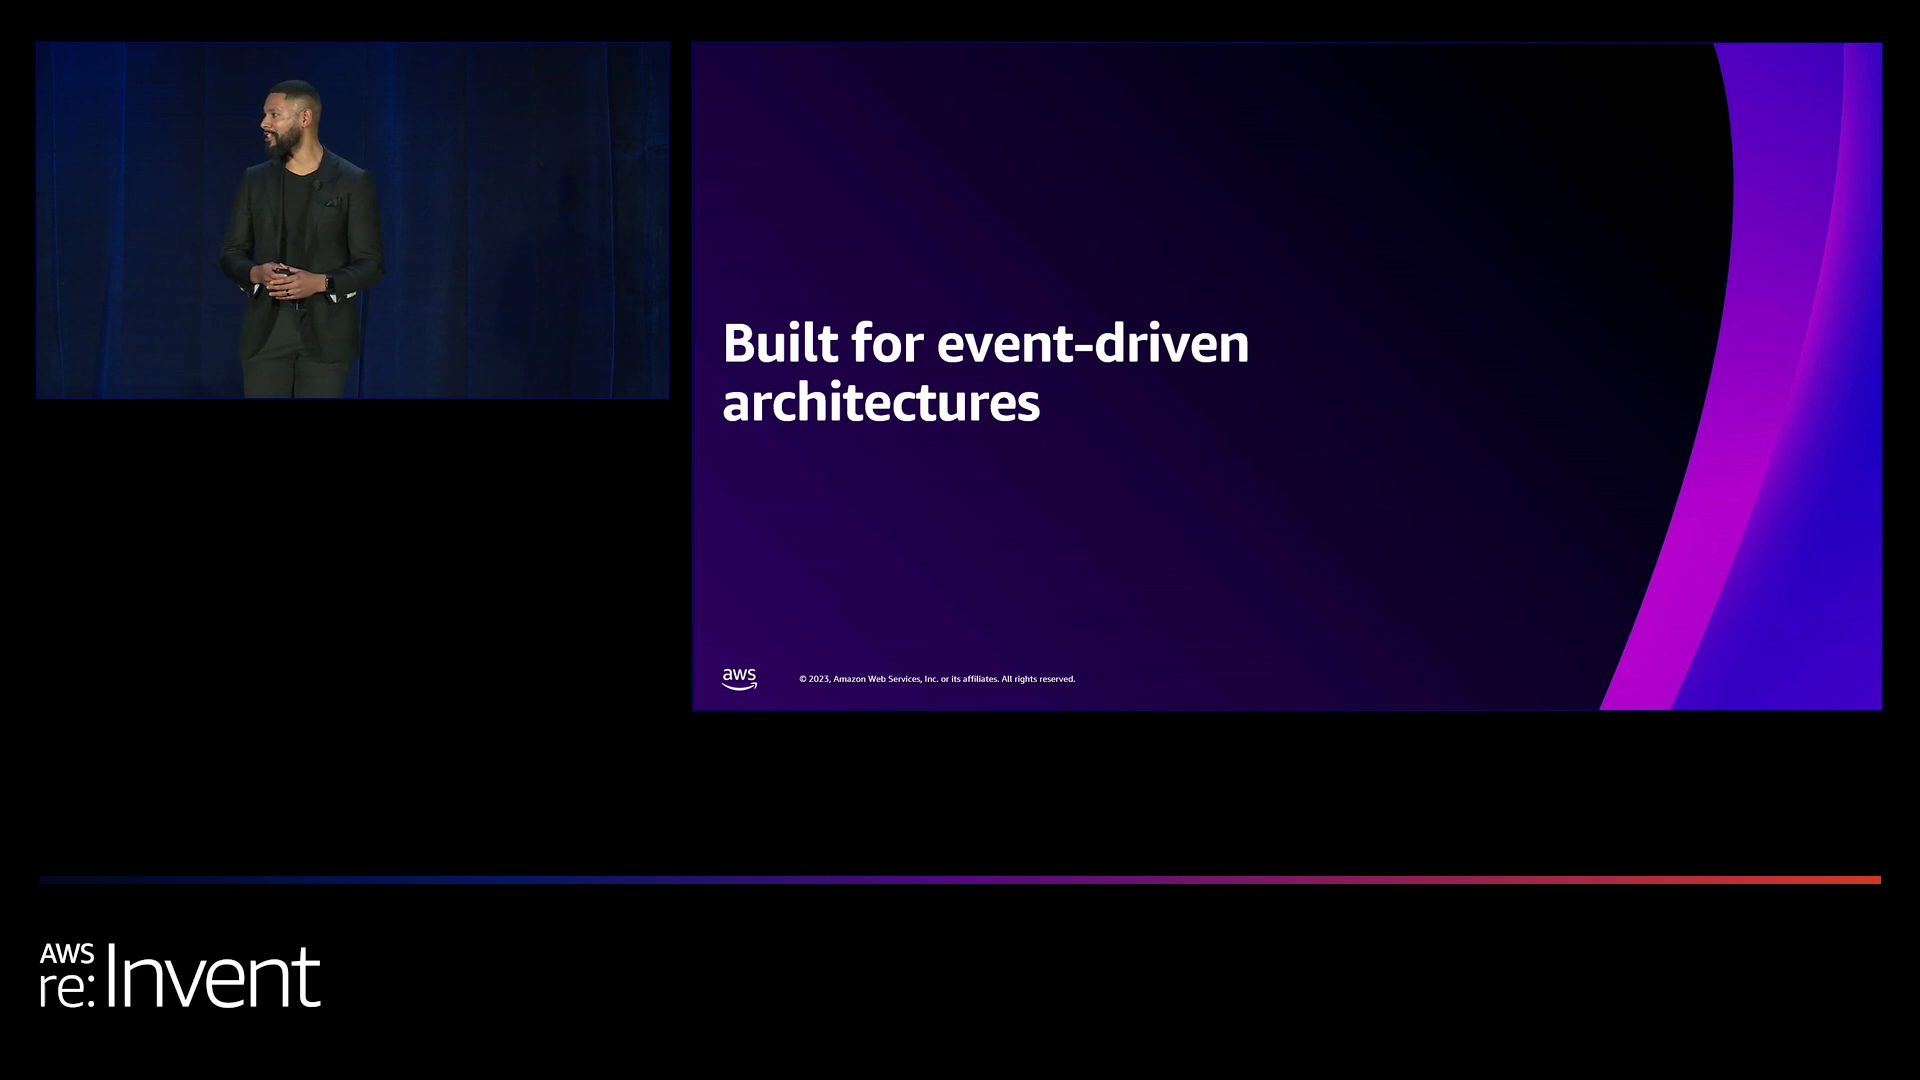 Built for event-driven
architectures
aws
© 2023, Amazon Web Services, Inc. or its affiliates. All rights reserved.
AWS
re:Invent